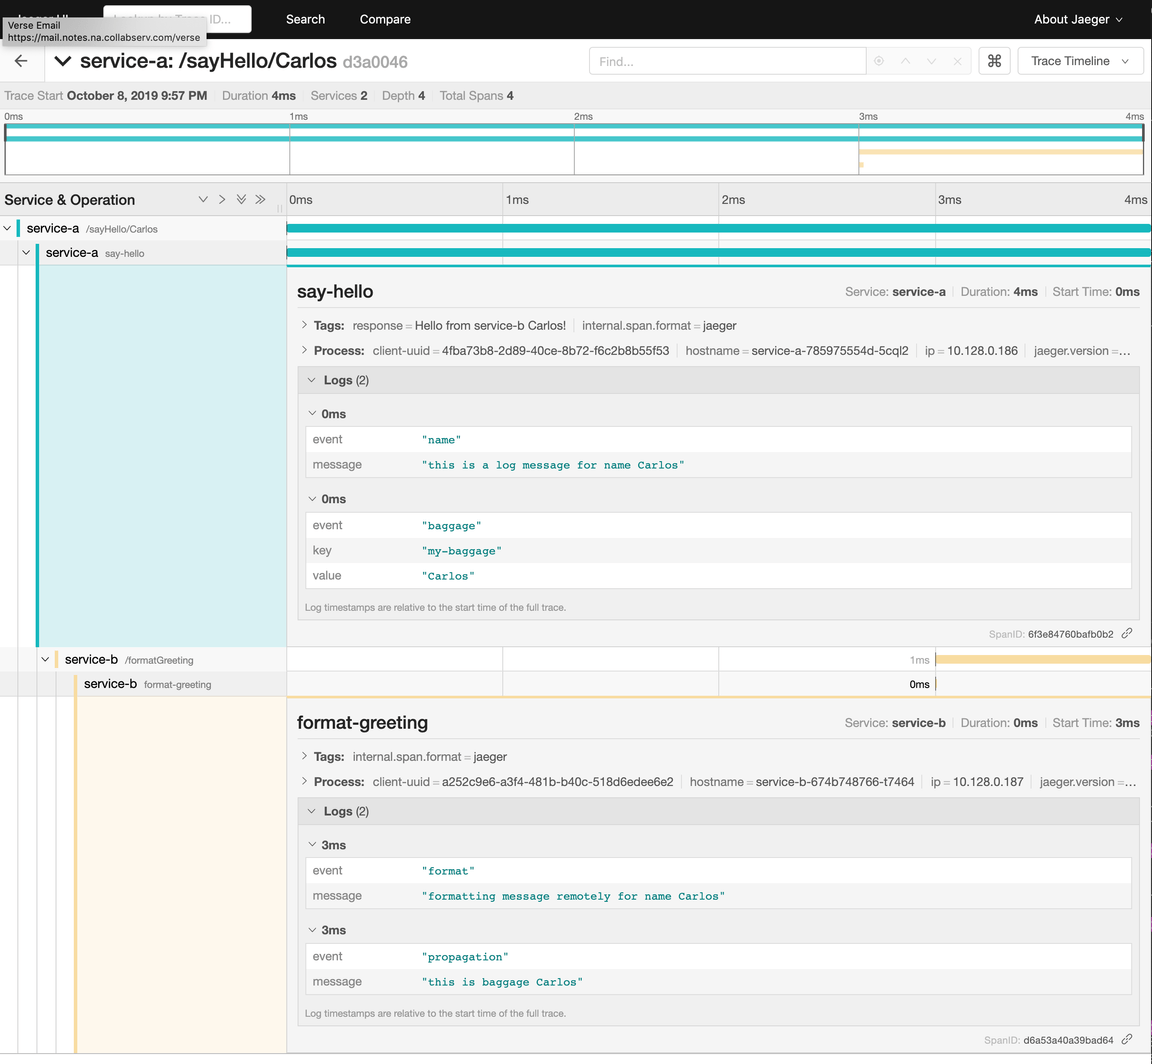 Search Compare About Jaeger
Verse Email
https://mail.notes.na.collabserv.com/verse
service-a: /sayHello/Carlos d3a0046 Find... ⌘ Trace Timeline
Trace Start October 8, 2019 9:57 PM Duration 4ms Services 2 Depth 4 Total Spans 4
0ms 1ms 2ms 3ms 4ms
Service & Operation 0ms 1ms 2ms 3ms 4ms
service-a /sayHello/Carlos
service-a say-hello
say-hello Service: service-a Duration: 4ms Start Time: 0ms
Tags: response = Hello from service-b Carlos! internal.span.format = jaeger
Process: client-uuid = 4fba73b8-2d89-40ce-8b72-f6c2b8b55f53 hostname = service-a-785975554d-5cql2 ip = 10.128.0.186 jaeger.version =...
Logs (2)
0ms
event "name"
message "this is a log message for name Carlos"
0ms
event "baggage"
key "my-baggage"
value "Carlos"
Log timestamps are relative to the start time of the full trace.
SpanID: 6f3e84760bafb0b2
service-b /formatGreeting 1ms
service-b format-greeting 0ms
format-greeting Service: service-b Duration: 0ms Start Time: 3ms
Tags: internal.span.format = jaeger
Process: client-uuid = a252c9e6-a3f4-481b-b40c-518d6edee6e2 hostname = service-b-674b748766-t7464 ip = 10.128.0.187 jaeger.version =...
Logs (2)
3ms
event "format"
message "formatting message remotely for name Carlos"
3ms
event "propagation"
message "this is baggage Carlos"
Log timestamps are relative to the start time of the full trace.
SpanID: d6a53a40a39bad64